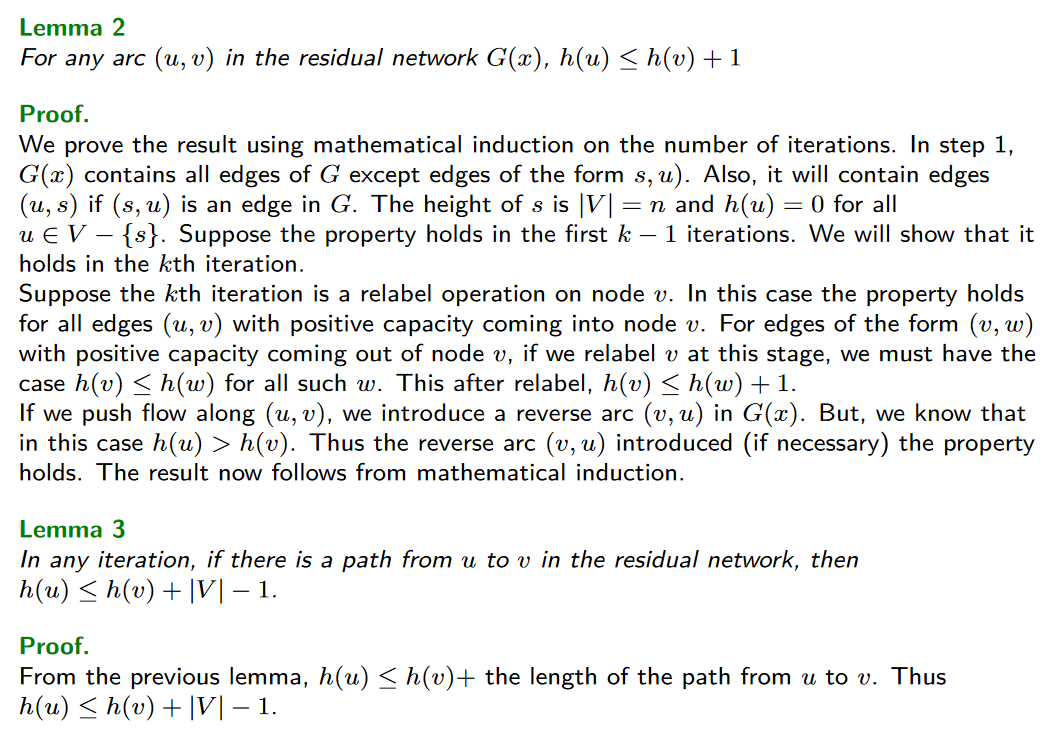 Lemma 2
For any arc (u, v) in the residual network G(x), h(u) ≤ h(v) + 1
Proof.
We prove the result using mathematical induction on the number of iterations. In step 1,
G(x) contains all edges of G except edges of the form s, u). Also, it will contain edges
(u, s) if (s, u) is an edge in G. The height of s is |V| = n and h(u) = 0 for all
u ∈ V − {s}. Suppose the property holds in the first k − 1 iterations. We will show that it
holds in the kth iteration.
Suppose the kth iteration is a relabel operation on node v. In this case the property holds
for all edges (u, v) with positive capacity coming into node v. For edges of the form (v, w)
with positive capacity coming out of node v, if we relabel v at this stage, we must have the
case h(v) ≤ h(w) for all such w. This after relabel, h(v) ≤ h(w) + 1.
If we push flow along (u, v), we introduce a reverse arc (v, u) in G(x). But, we know that
in this case h(u) > h(v). Thus the reverse arc (v, u) introduced (if necessary) the property
holds. The result now follows from mathematical induction.
Lemma 3
In any iteration, if there is a path from u to v in the residual network, then
h(u) ≤ h(v) + |V| − 1.
Proof.
From the previous lemma, h(u) ≤ h(v)+ the length of the path from u to v. Thus
h(u) ≤ h(v) + |V| − 1.